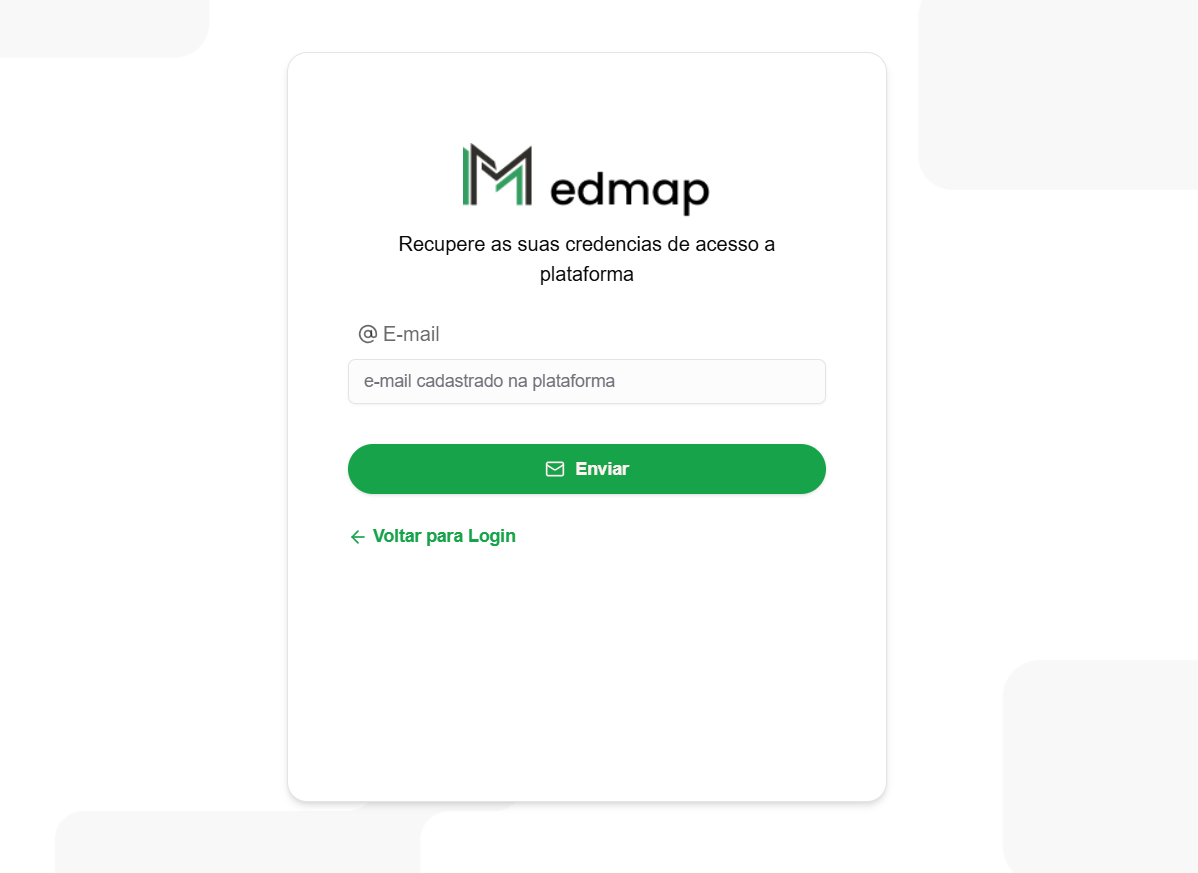 M edmap
Recupere as suas credencias de acesso a
plataforma
@ E-mail
e-mail cadastrado na plataforma
Enviar
Voltar para Login